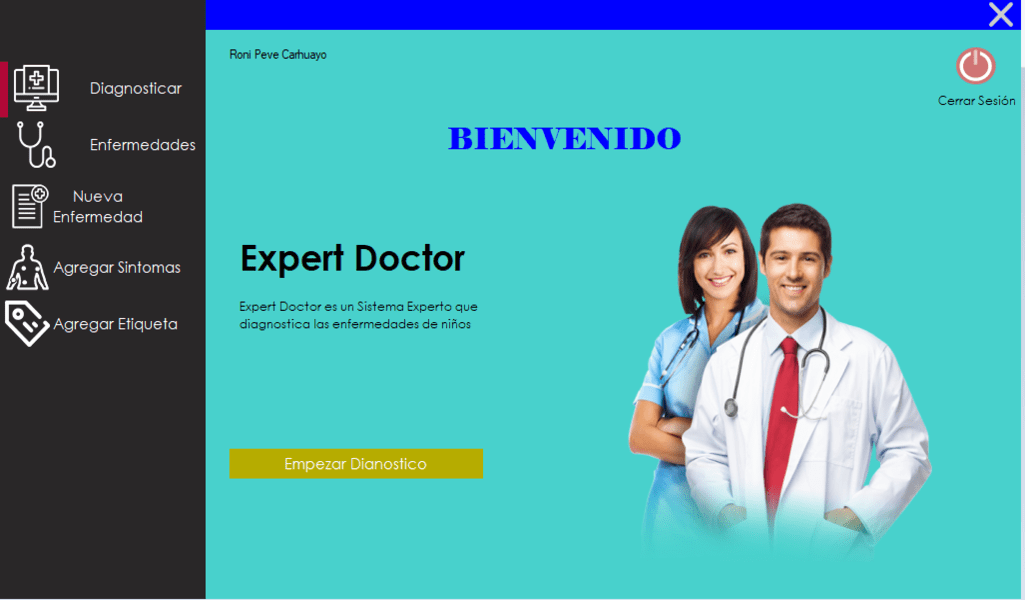 Diagnosticar
Enfermedades
Nueva
Enfermedad
Agregar Sintomas
Agregar Etiqueta
Roni Peve Carhuayo
Cerrar Sesión
BIENVENIDO
Expert Doctor
Expert Doctor es un Sistema Experto que
diagnostica las enfermedades de niños
Empezar Dianostico